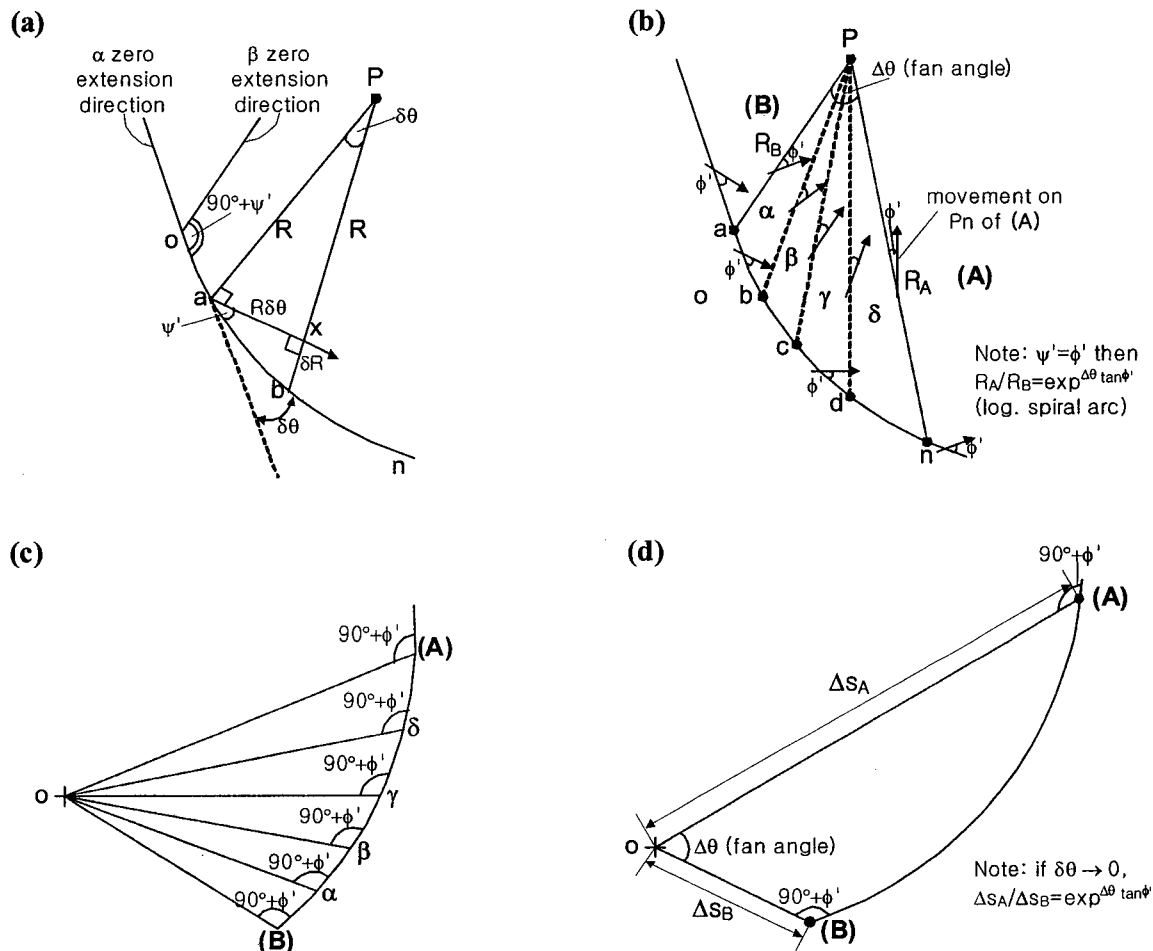 (a)
α zero
extension
direction
β zero
extension
direction
P
δθ
90°+ψ'
o
R
R
a
Rδθ
ψ'
x
δR
b
δθ
n
(b)
P
Δθ (fan angle)
(B)
R_B
ϕ'
ϕ'
α
movement on
Pn of (A)
ϕ'
a
ϕ'
β
R_A
(A)
o
b
γ
δ
c
Note: ψ'=ϕ' then
R_A/R_B=exp^Δθ tanϕ'
(log. spiral arc)
ϕ'
d
n
ϕ'
(c)
90°+ϕ'
(A)
90°+ϕ'
δ
90°+ϕ'
o
γ
90°+ϕ'
β
90°+ϕ'
α
90°+ϕ'
(B)
(d)
90°+ϕ'
(A)
Δs_A
o
Δθ (fan angle)
90°+ϕ'
Δs_B
(B)
Note: if δθ → 0,
Δs_A/Δs_B=exp^Δθ tanϕ'